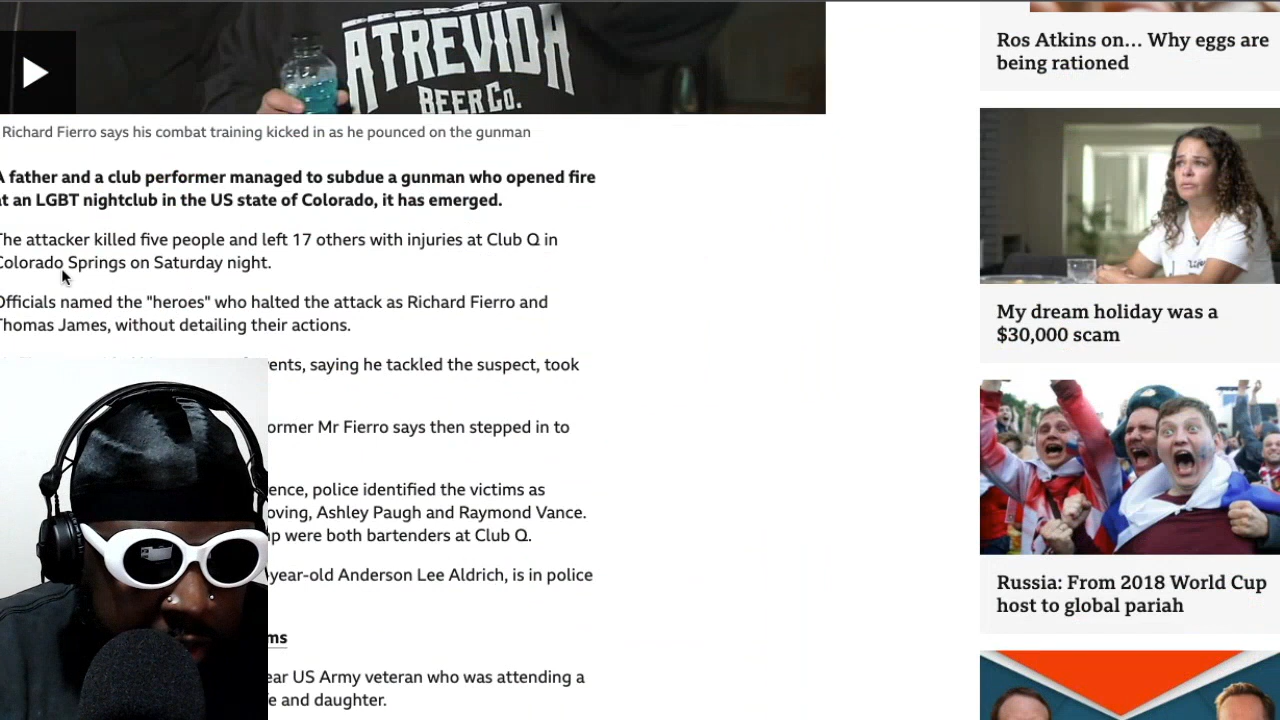 ATREVIDA
BEER CO.
Richard Fierro says his combat training kicked in as he pounced on the gunman
A father and a club performer managed to subdue a gunman who opened fire
at an LGBT nightclub in the US state of Colorado, it has emerged.
The attacker killed five people and left 17 others with injuries at Club Q in
Colorado Springs on Saturday night.
Officials named the "heroes" who halted the attack as Richard Fierro and
Thomas James, without detailing their actions.
saying he tackled the suspect, took
Mr Fierro says then stepped in to
police identified the victims as
Ashley Paugh and Raymond Vance.
were both bartenders at Club Q.
year-old Anderson Lee Aldrich, is in police
US Army veteran who was attending a
and daughter.
Ros Atkins on... Why eggs are
being rationed
My dream holiday was a
$30,000 scam
Russia: From 2018 World Cup
host to global pariah